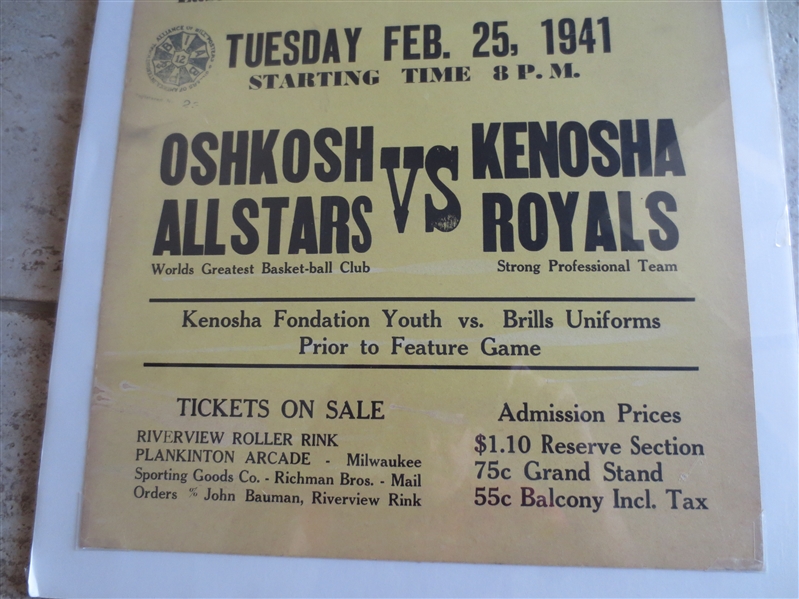 TUESDAY FEB. 25, 1941
STARTING TIME 8 P.M.
OSHKOSH
ALL STARS
VS
KENOSHA
ROYALS
Worlds Greatest Basket-ball Club
Strong Professional Team
Kenosha Fondation Youth vs. Brills Uniforms
Prior to Feature Game
TICKETS ON SALE
RIVERVIEW ROLLER RINK
PLANKINTON ARCADE - Milwaukee
Sporting Goods Co. - Richman Bros. - Mail
Orders % John Bauman, Riverview Rink
Admission Prices
$1.10 Reserve Section
75c Grand Stand
55c Balcony Incl. Tax